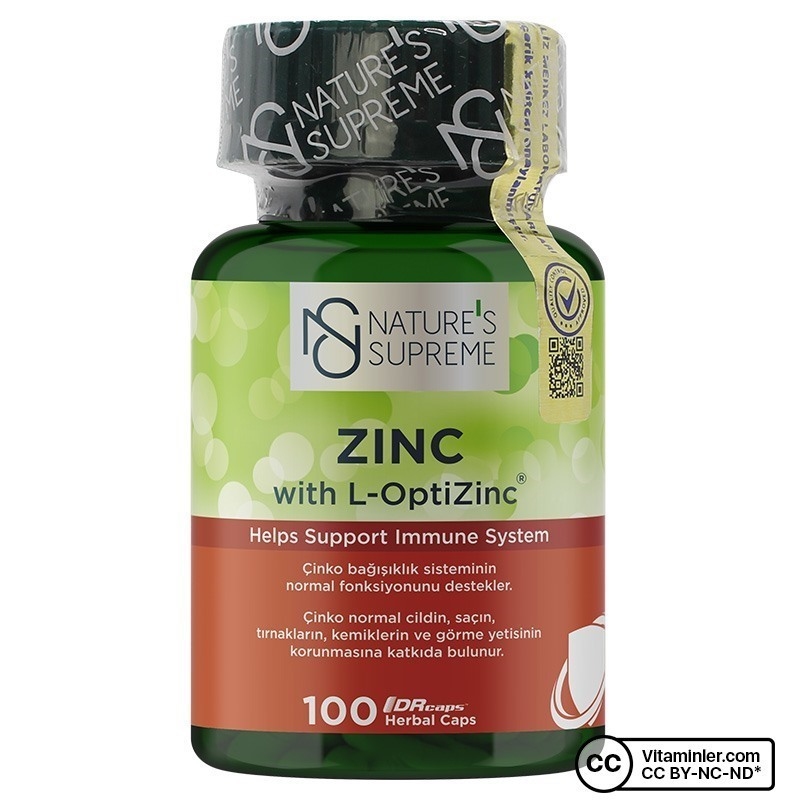 NATURE'S
SUPREME
NATURE'S
SUPREME
ZINC
with L-OptiZinc®
Helps Support Immune System
Çinko bağışıklık sisteminin
normal fonksiyonunu destekler.
Çinko normal cildin, saçın,
tırnakların, kemiklerin ve görme yetisinin
korunmasına katkıda bulunur.
100 DRcaps™
Herbal Caps
CC Vitaminler.com
CC BY-NC-ND*